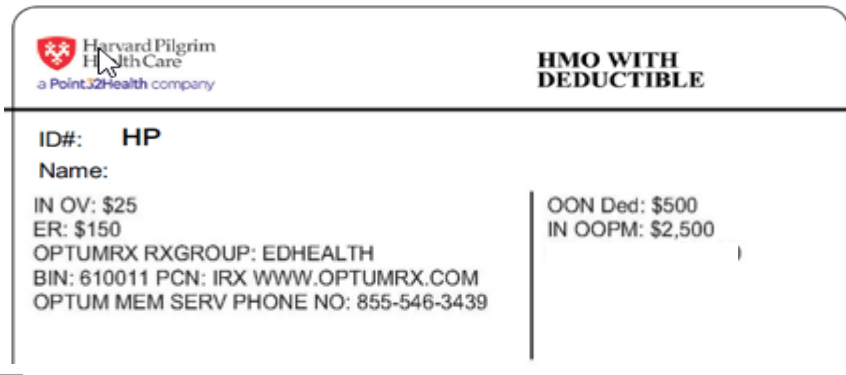 Harvard Pilgrim
Health Care
a Point32Health company
HMO WITH
DEDUCTIBLE
ID#: HP
Name:
IN OV: $25
ER: $150
OPTUMRX RXGROUP: EDHEALTH
BIN: 610011 PCN: IRX WWW.OPTUMRX.COM
OPTUM MEM SERV PHONE NO: 855-546-3439
OON Ded: $500
IN OOPM: $2,500